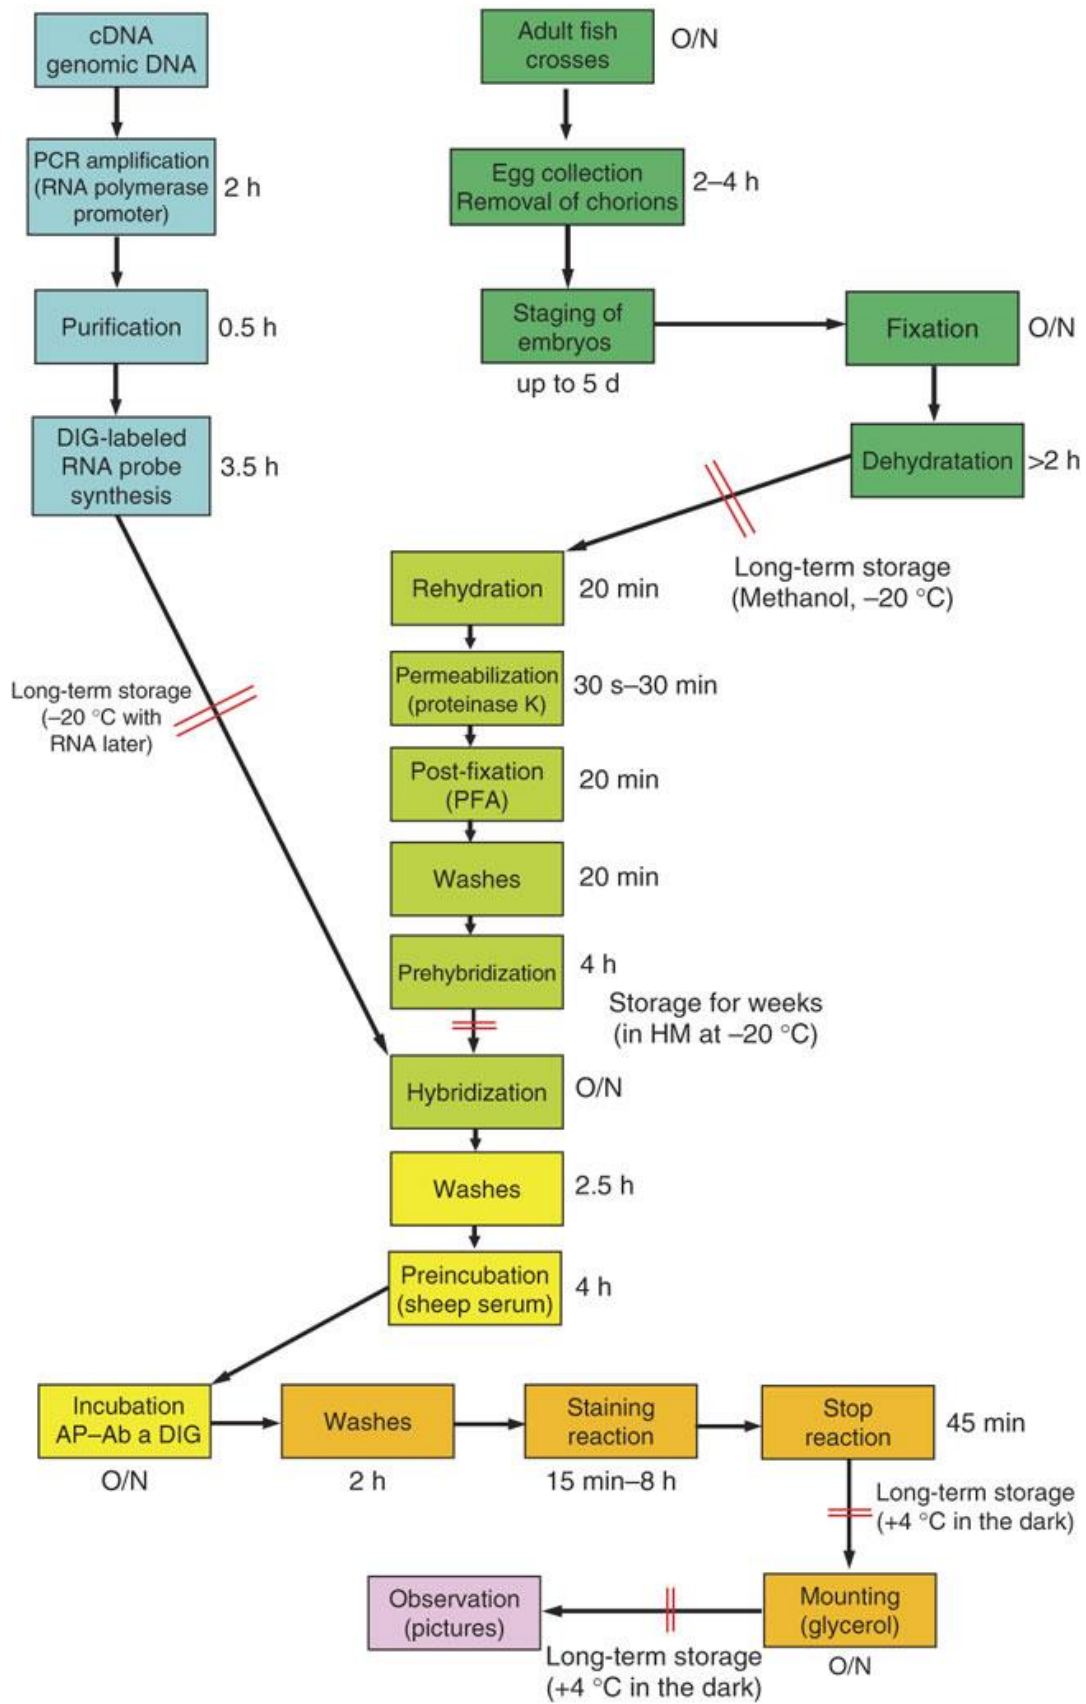 cDNA
genomic DNA
PCR amplification
(RNA polymerase
promoter)
2 h
Purification
0.5 h
DIG-labeled
RNA probe
synthesis
3.5 h
Long-term storage
(–20 °C with
RNA later)
Adult fish
crosses
O/N
Egg collection
Removal of chorions
2–4 h
Staging of
embryos
up to 5 d
Fixation
O/N
Dehydratation
>2 h
Long-term storage
(Methanol, –20 °C)
Rehydration
20 min
Permeabilization
(proteinase K)
30 s–30 min
Post-fixation
(PFA)
20 min
Washes
20 min
Prehybridization
4 h
Storage for weeks
(in HM at –20 °C)
Hybridization
O/N
Washes
2.5 h
Preincubation
(sheep serum)
4 h
Incubation
AP–Ab a DIG
O/N
Washes
2 h
Staining
reaction
15 min–8 h
Stop
reaction
45 min
Long-term storage
(+4 °C in the dark)
Mounting
(glycerol)
O/N
Long-term storage
(+4 °C in the dark)
Observation
(pictures)